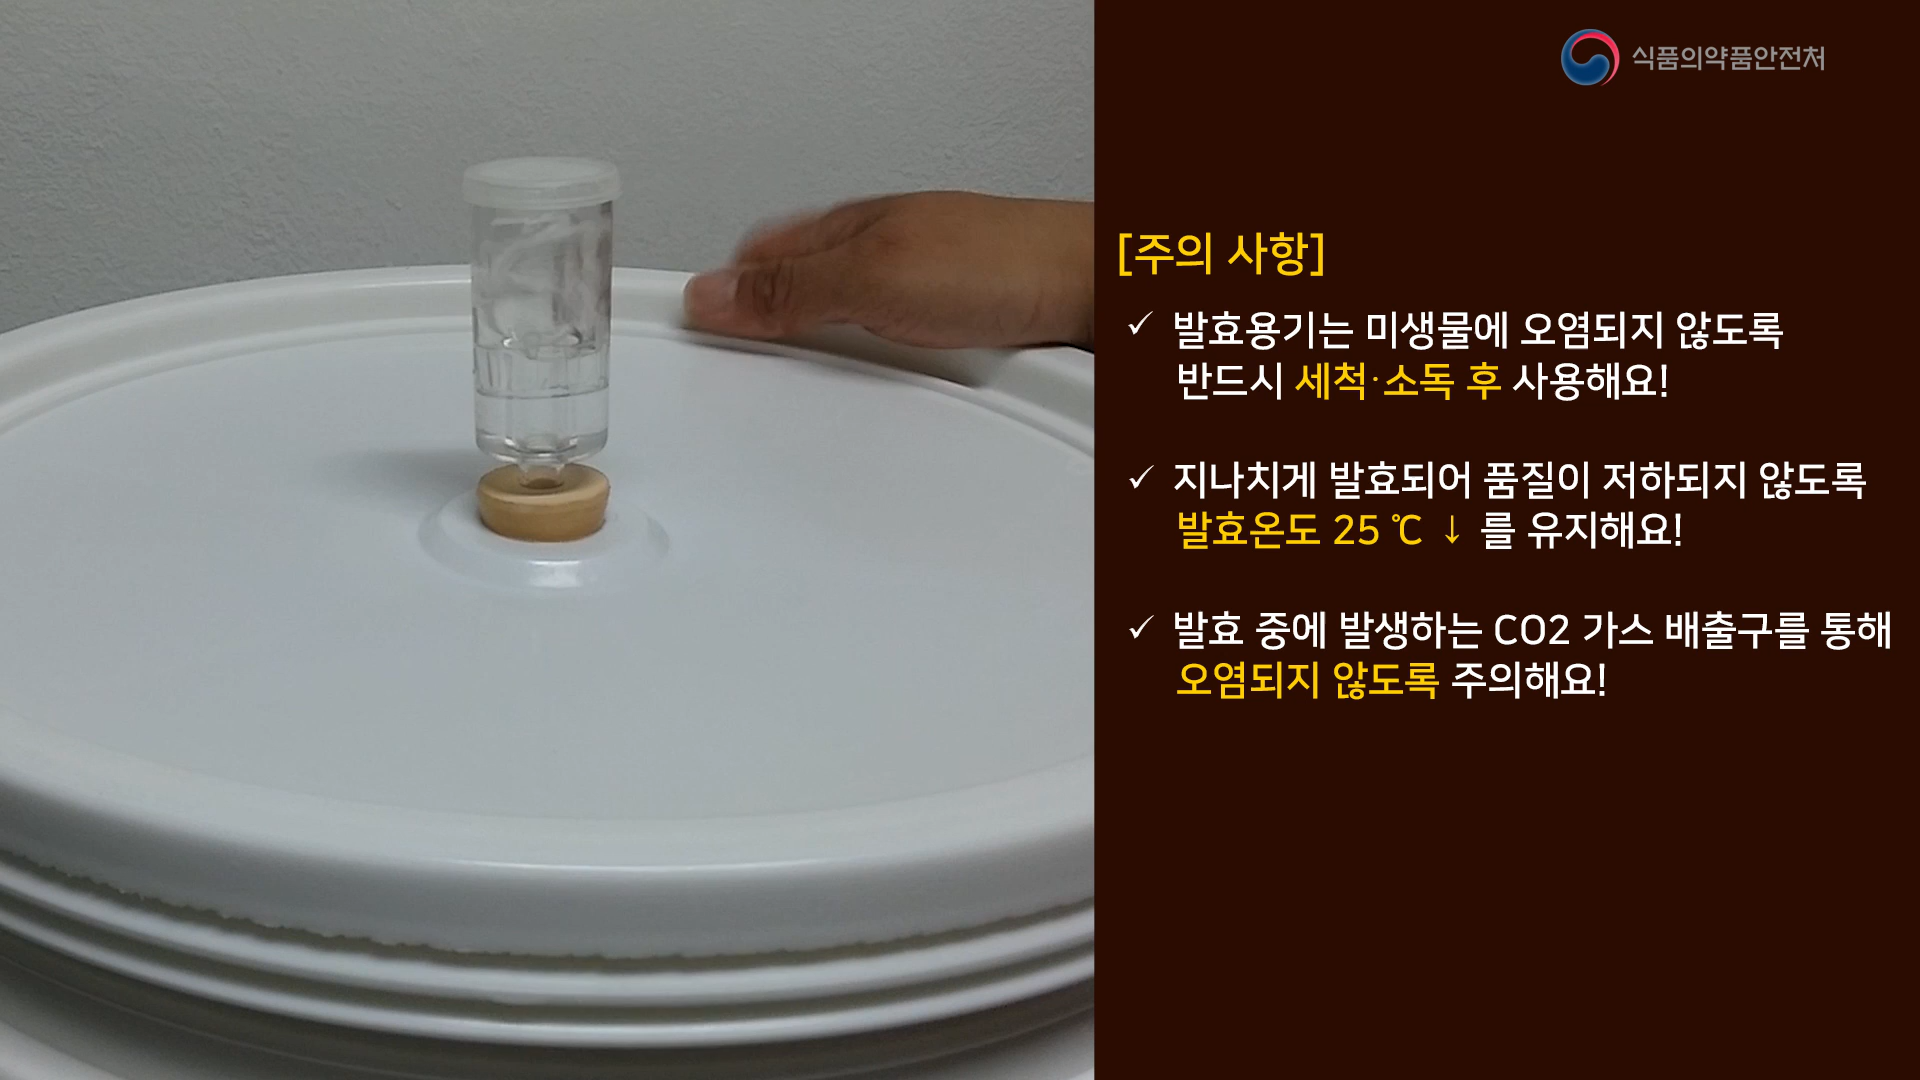 식품의약품안전처
[주의 사항]
✓ 발효용기는 미생물에 오염되지 않도록
반드시 세척·소독 후 사용해요!
✓ 지나치게 발효되어 품질이 저하되지 않도록
발효온도 25 ℃ ↓ 를 유지해요!
✓ 발효 중에 발생하는 CO2 가스 배출구를 통해
오염되지 않도록 주의해요!